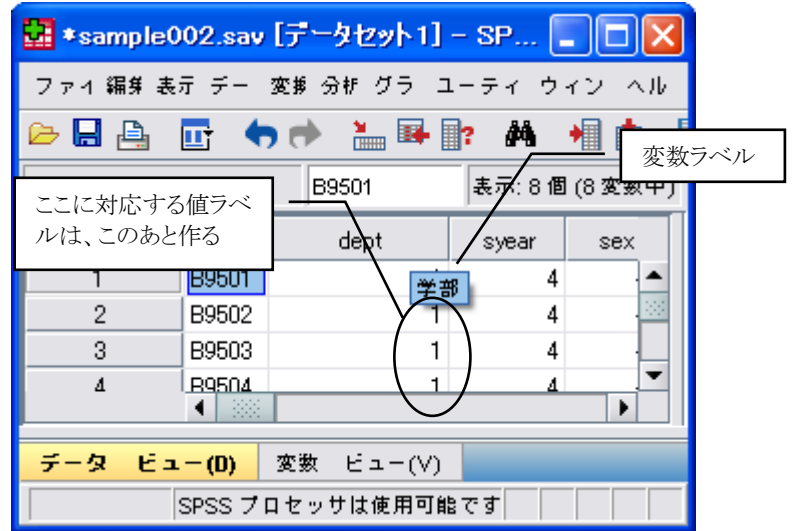 *sample002.sav [データセット1] - SP...
ファイ 編集 表示 デー 変換 分析 グラ ユーティ ウィン ヘル
変数ラベル
B9501 表示: 8 個 (8 変数中)
ここに対応する値ラベ
ルは、このあと作る
dept syear sex
1 B9501 4
学部
2 B9502 1 4
3 B9503 1 4
4 B9504 1 4
データ ビュー(D) 変数 ビュー(V)
SPSS プロセッサは使用可能です